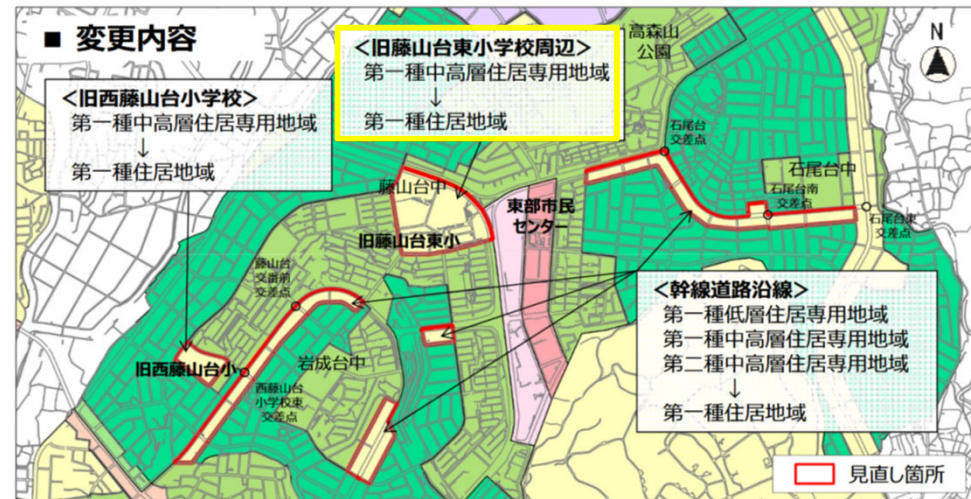 ■ 変更内容
<旧藤山台東小学校周辺>
第一種中高層住居専用地域
↓
第一種住居地域
<旧西藤山台小学校>
第一種中高層住居専用地域
↓
第一種住居地域
高森山
公園
N
石尾台
交差点
石尾台中
石尾台南
交差点
石尾台東
交差点
藤山台中
旧藤山台東小
東部市民
センター
藤山台
交番前
交差点
旧西藤山台小
西藤山台
小学校東
交差点
岩成台中
<幹線道路沿線>
第一種低層住居専用地域
第一種中高層住居専用地域
第二種中高層住居専用地域
↓
第一種住居地域
見直し箇所